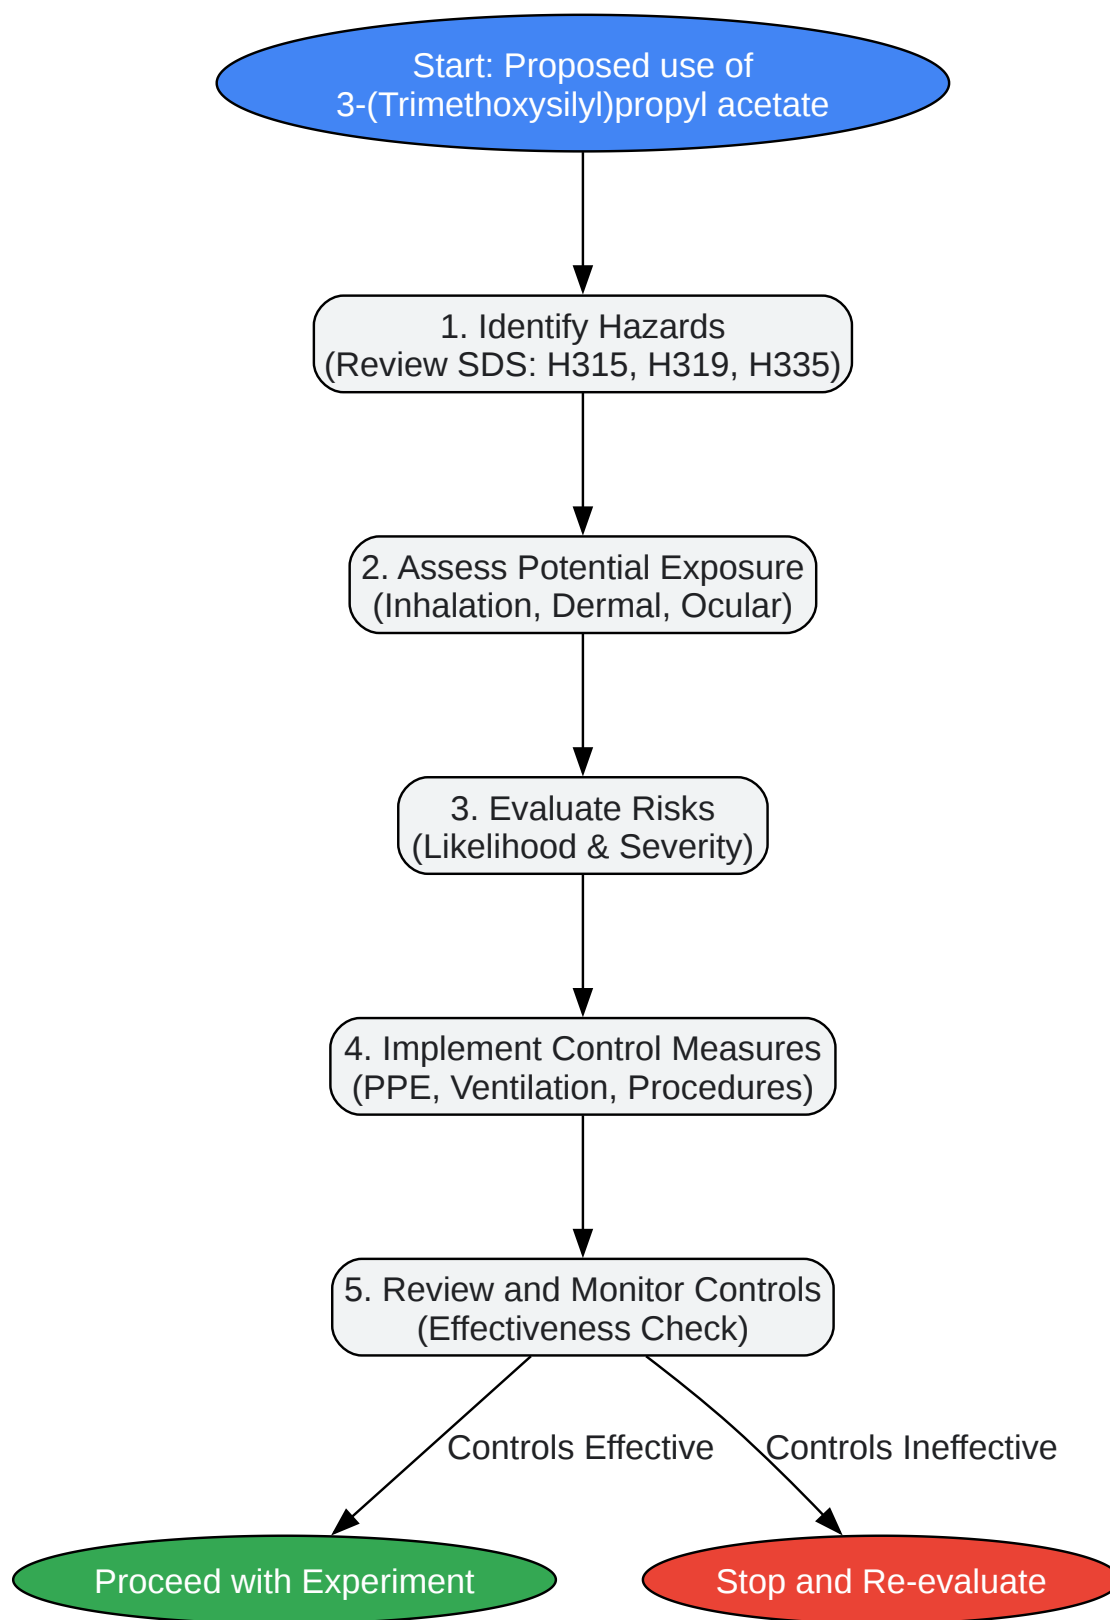 Start: Proposed use of
3-(Trimethoxysilyl)propyl acetate
1. Identify Hazards
(Review SDS: H315, H319, H335)
2. Assess Potential Exposure
(Inhalation, Dermal, Ocular)
3. Evaluate Risks
(Likelihood & Severity)
4. Implement Control Measures
(PPE, Ventilation, Procedures)
5. Review and Monitor Controls
(Effectiveness Check)
Controls Effective
Controls Ineffective
Proceed with Experiment
Stop and Re-evaluate